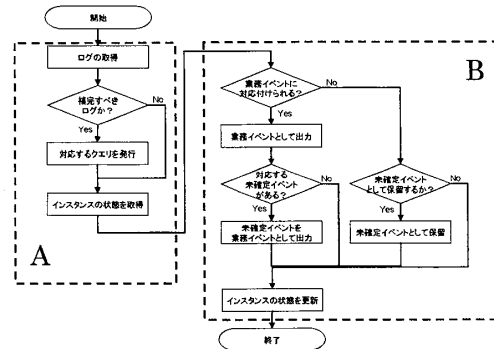 開始
ログの取得
補完すべき
ログか？
No
Yes
対応するクエリを発行
インスタンスの状態を取得
A
B
業務イベントに
対応付けられる？
No
Yes
業務イベントとして出力
対応する
未確定イベント
がある？
No
Yes
未確定イベントを
業務イベントとして出力
未確定イベント
として保留するか？
No
Yes
未確定イベントとして保留
インスタンスの状態を更新
終了